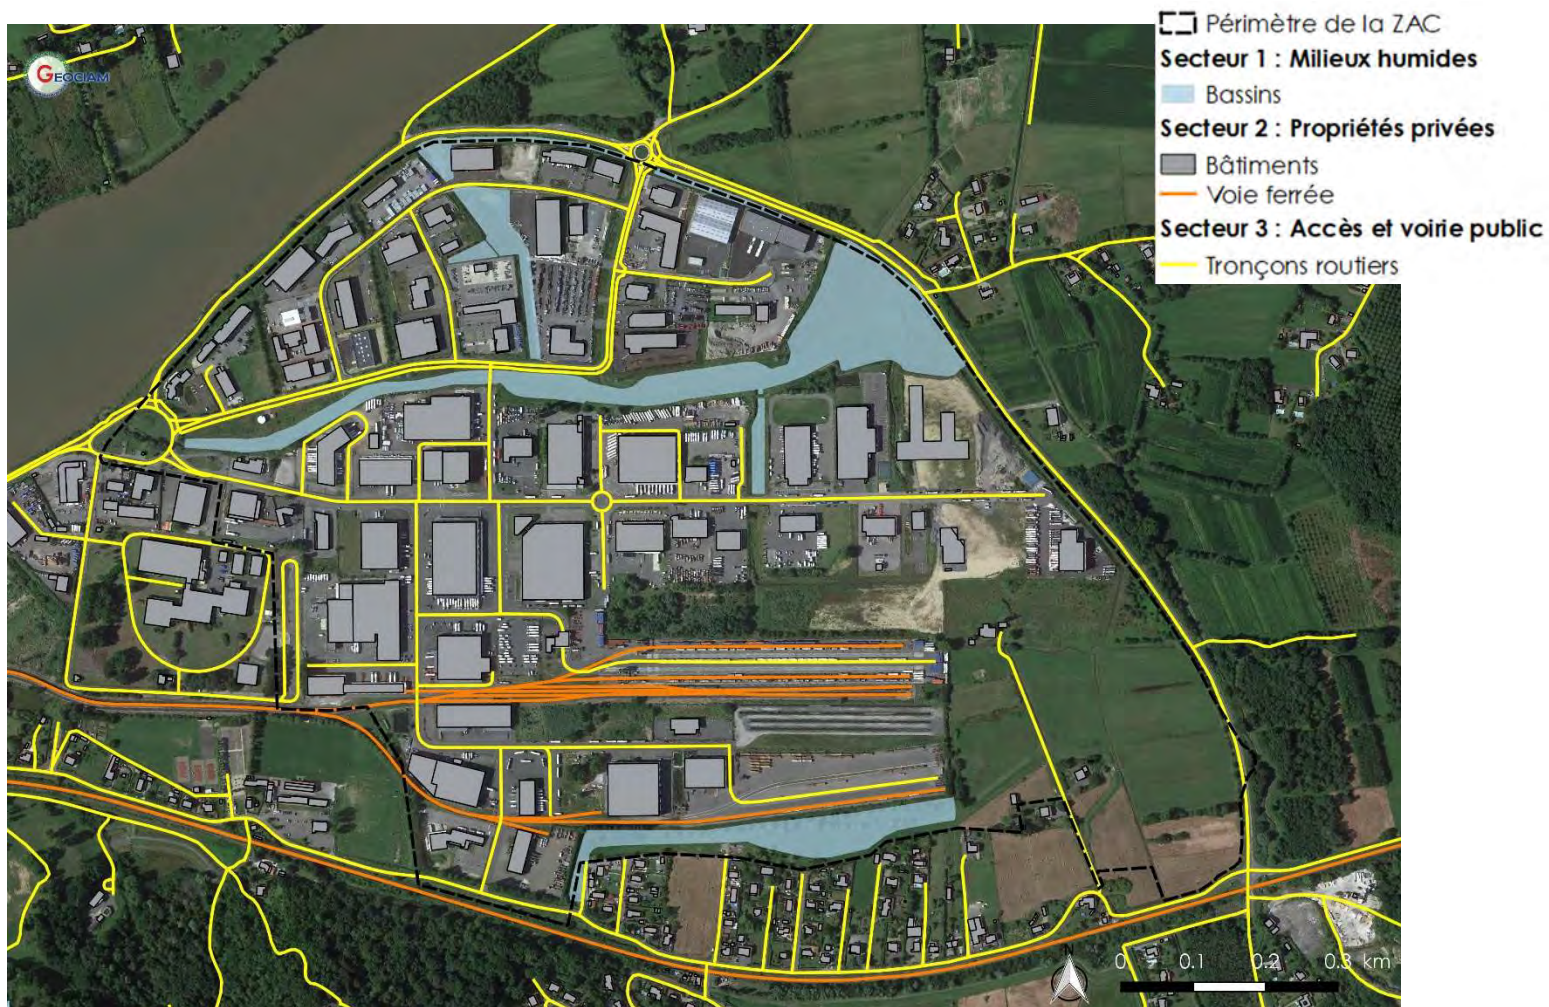 Périmètre de la ZAC
Secteur 1 : Milieux humides
Bassins
Secteur 2 : Propriétés privées
Bâtiments
Voie ferrée
Secteur 3 : Accès et voirie public
Tronçons routiers
GEOCIAM
0 0.1 0.2 0.3 km